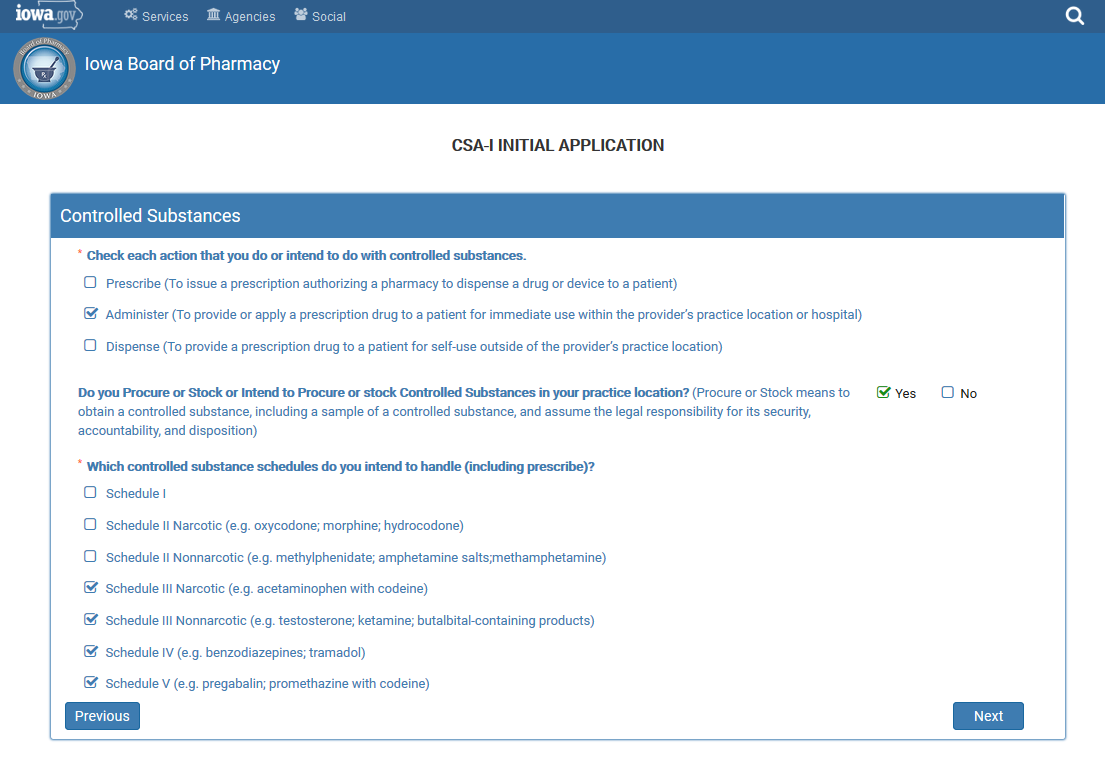 iowa.gov Services Agencies Social
Board of Pharmacy
IOWA
Iowa Board of Pharmacy
CSA-I INITIAL APPLICATION
Controlled Substances
* Check each action that you do or intend to do with controlled substances.
Prescribe (To issue a prescription authorizing a pharmacy to dispense a drug or device to a patient)
Administer (To provide or apply a prescription drug to a patient for immediate use within the provider's practice location or hospital)
Dispense (To provide a prescription drug to a patient for self-use outside of the provider's practice location)
Do you Procure or Stock or Intend to Procure or stock Controlled Substances in your practice location? (Procure or Stock means to Yes No
obtain a controlled substance, including a sample of a controlled substance, and assume the legal responsibility for its security,
accountability, and disposition)
* Which controlled substance schedules do you intend to handle (including prescribe)?
Schedule I
Schedule II Narcotic (e.g. oxycodone; morphine; hydrocodone)
Schedule II Nonnarcotic (e.g. methylphenidate; amphetamine salts;methamphetamine)
Schedule III Narcotic (e.g. acetaminophen with codeine)
Schedule III Nonnarcotic (e.g. testosterone; ketamine; butalbital-containing products)
Schedule IV (e.g. benzodiazepines; tramadol)
Schedule V (e.g. pregabalin; promethazine with codeine)
Previous Next